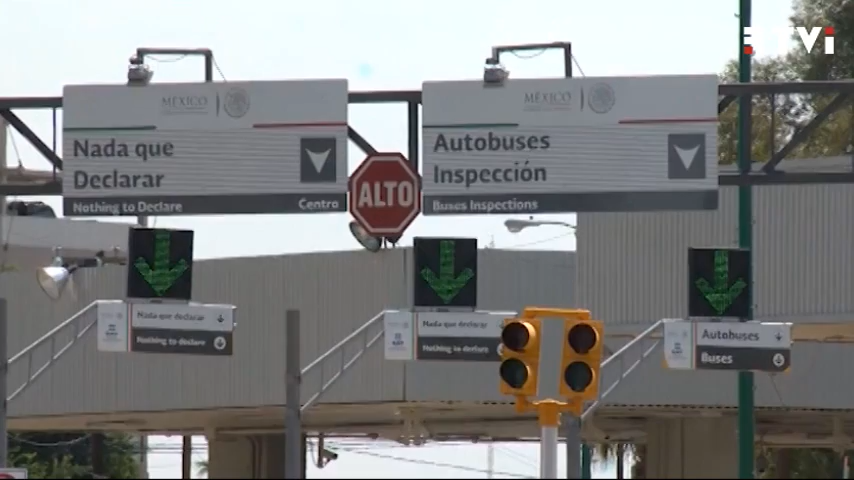 RTVi
MÉXICO
Nada que
Declarar
Nothing to Declare
Centro
MÉXICO
Autobuses
Inspección
Buses Inspections
ALTO
Nada que declarar
Nothing to declare
Nada que declarar
Nothing to declare
Autobuses
Buses